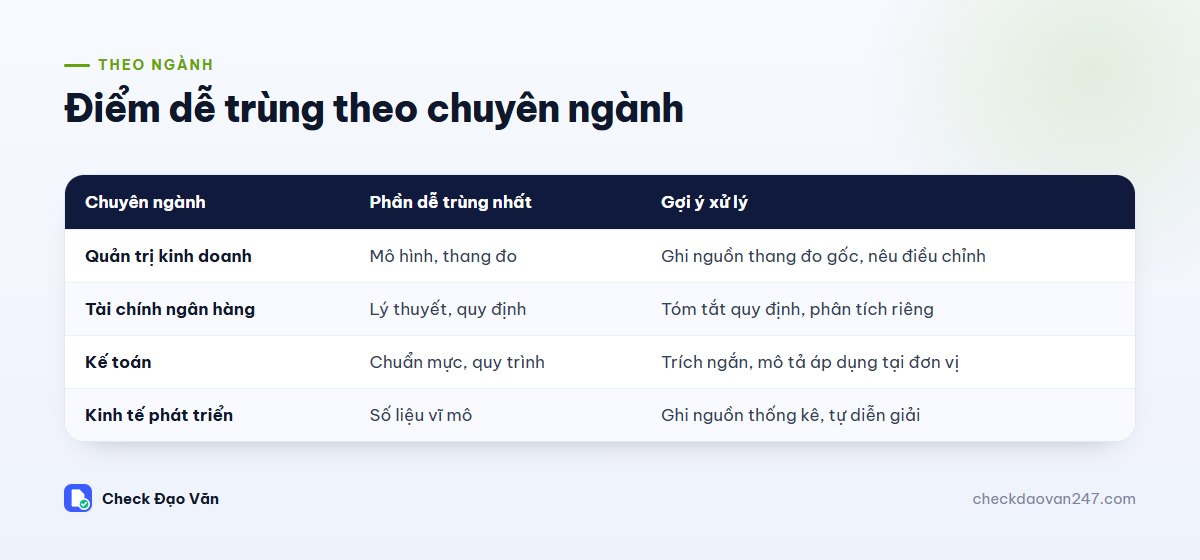 THEO NGÀNH
Điểm dễ trùng theo chuyên ngành
Chuyên ngành Phần dễ trùng nhất Gợi ý xử lý
Quản trị kinh doanh Mô hình, thang đo Ghi nguồn thang đo gốc, nêu điều chỉnh
Tài chính ngân hàng Lý thuyết, quy định Tóm tắt quy định, phân tích riêng
Kế toán Chuẩn mực, quy trình Trích ngắn, mô tả áp dụng tại đơn vị
Kinh tế phát triển Số liệu vĩ mô Ghi nguồn thống kê, tự diễn giải
Check Đạo Văn checkdaovan247.com